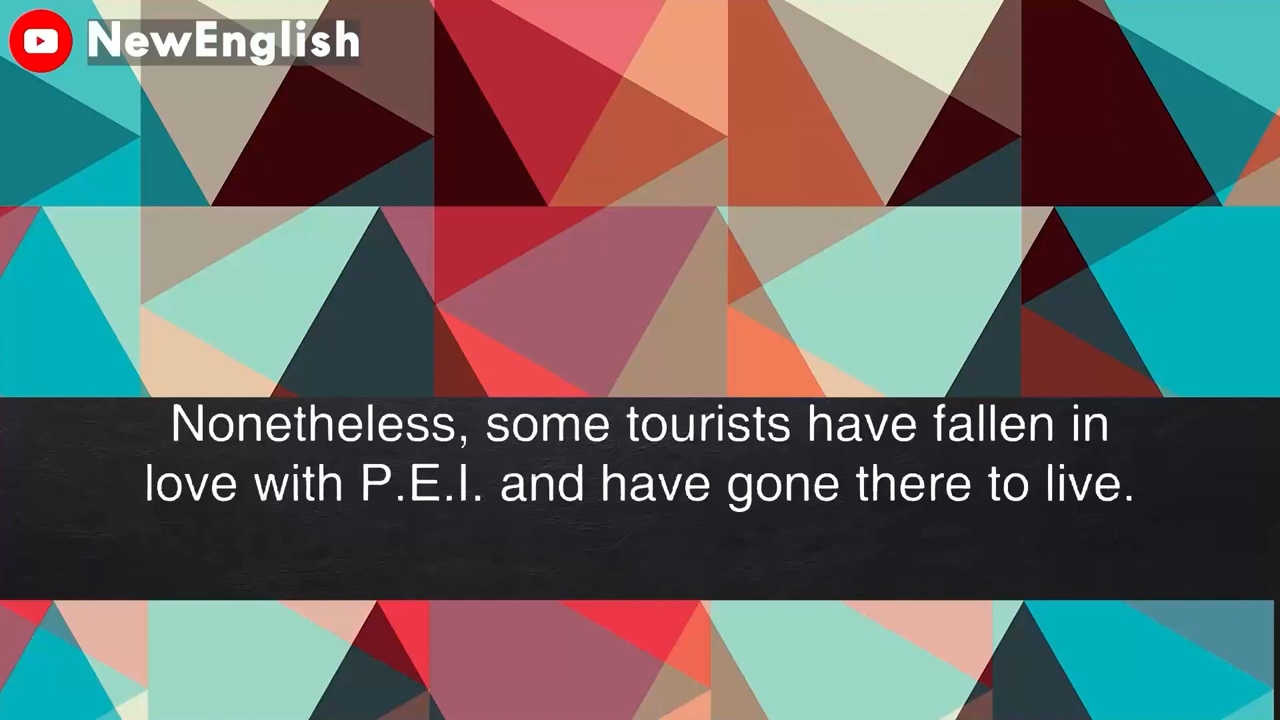 NewEnglish
Nonetheless, some tourists have fallen in
love with P.E.I. and have gone there to live.